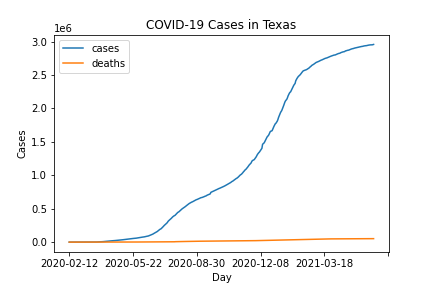 COVID-19 Cases in Texas
1e6
cases
deaths
3.0
2.5
2.0
1.5
1.0
0.5
0.0
Cases
2020-02-12 2020-05-22 2020-08-30 2020-12-08 2021-03-18
Day